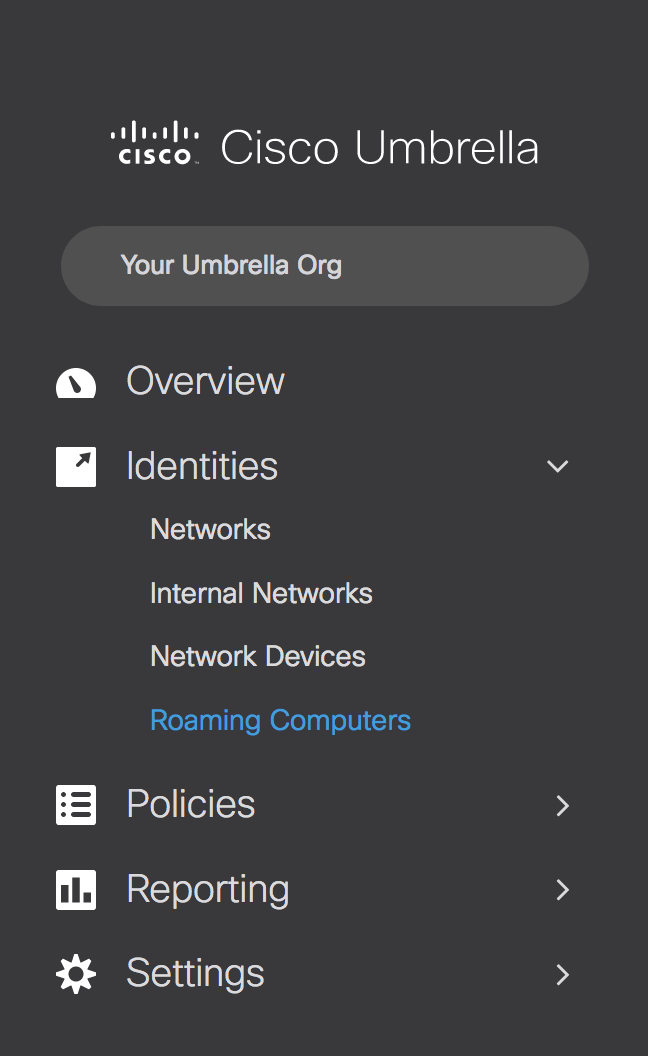 CISCO Cisco Umbrella
Your Umbrella Org
Overview
Identities
Networks
Internal Networks
Network Devices
Roaming Computers
Policies
Reporting
Settings